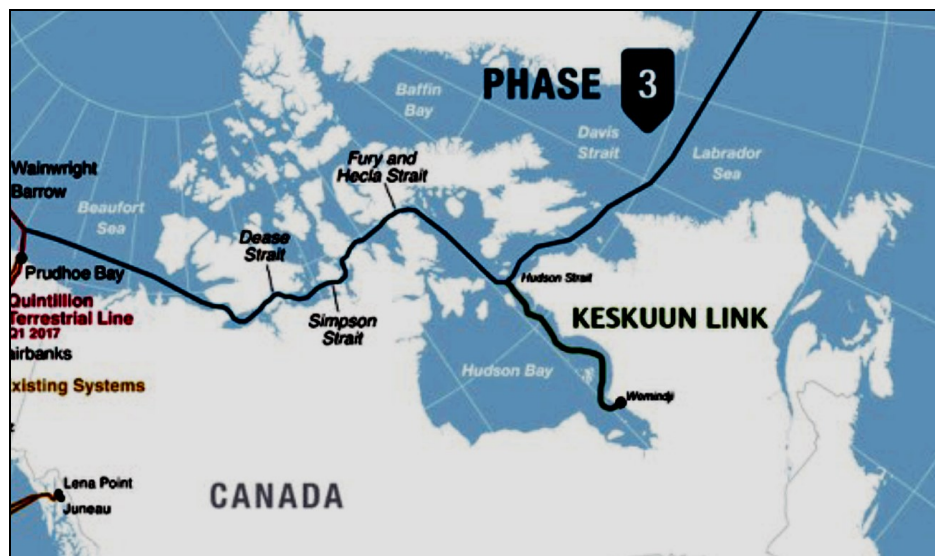 PHASE 3
Baffin
Bay
Davis
Strait
Labrador
Sea
Fury and
Hecla Strait
Wainwright
Barrow
Beaufort
Sea
Dease
Strait
Prudhoe Bay
Hudson Strait
Quintillion
Terrestrial Line
Q1 2017
Simpson
Strait
KESKUUN LINK
airbanks
Hudson Bay
xisting Systems
Wemindji
Lena Point
Juneau
CANADA